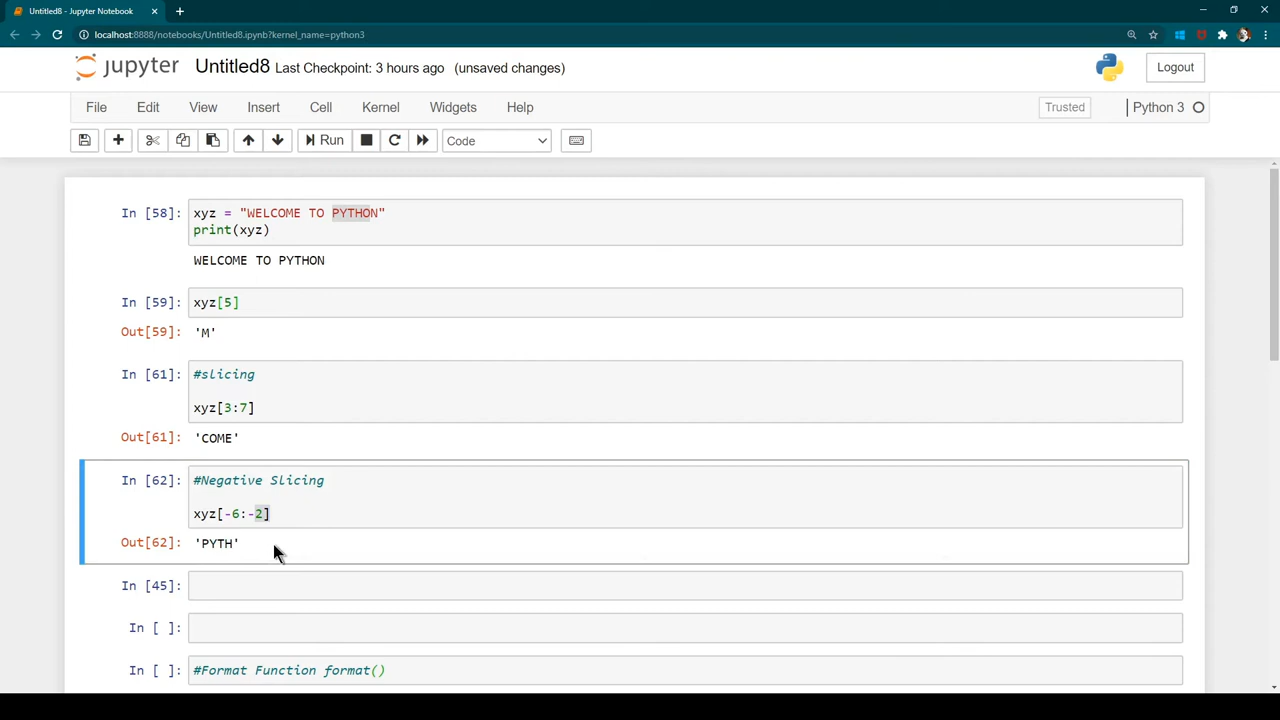 Untitled8 - Jupyter Notebook
localhost:8888/notebooks/Untitled8.ipynb?kernel_name=python3
jupyter Untitled8 Last Checkpoint: 3 hours ago (unsaved changes) Logout
File Edit View Insert Cell Kernel Widgets Help Trusted Python 3
Run Code
In [58]: xyz = "WELCOME TO PYTHON"
print(xyz)
WELCOME TO PYTHON
In [59]: xyz[5]
Out[59]: 'M'
In [61]: #slicing
xyz[3:7]
Out[61]: 'COME'
In [62]: #Negative Slicing
xyz[-6:-2]
Out[62]: 'PYTH'
In [45]:
In [ ]:
In [ ]: #Format Function format()